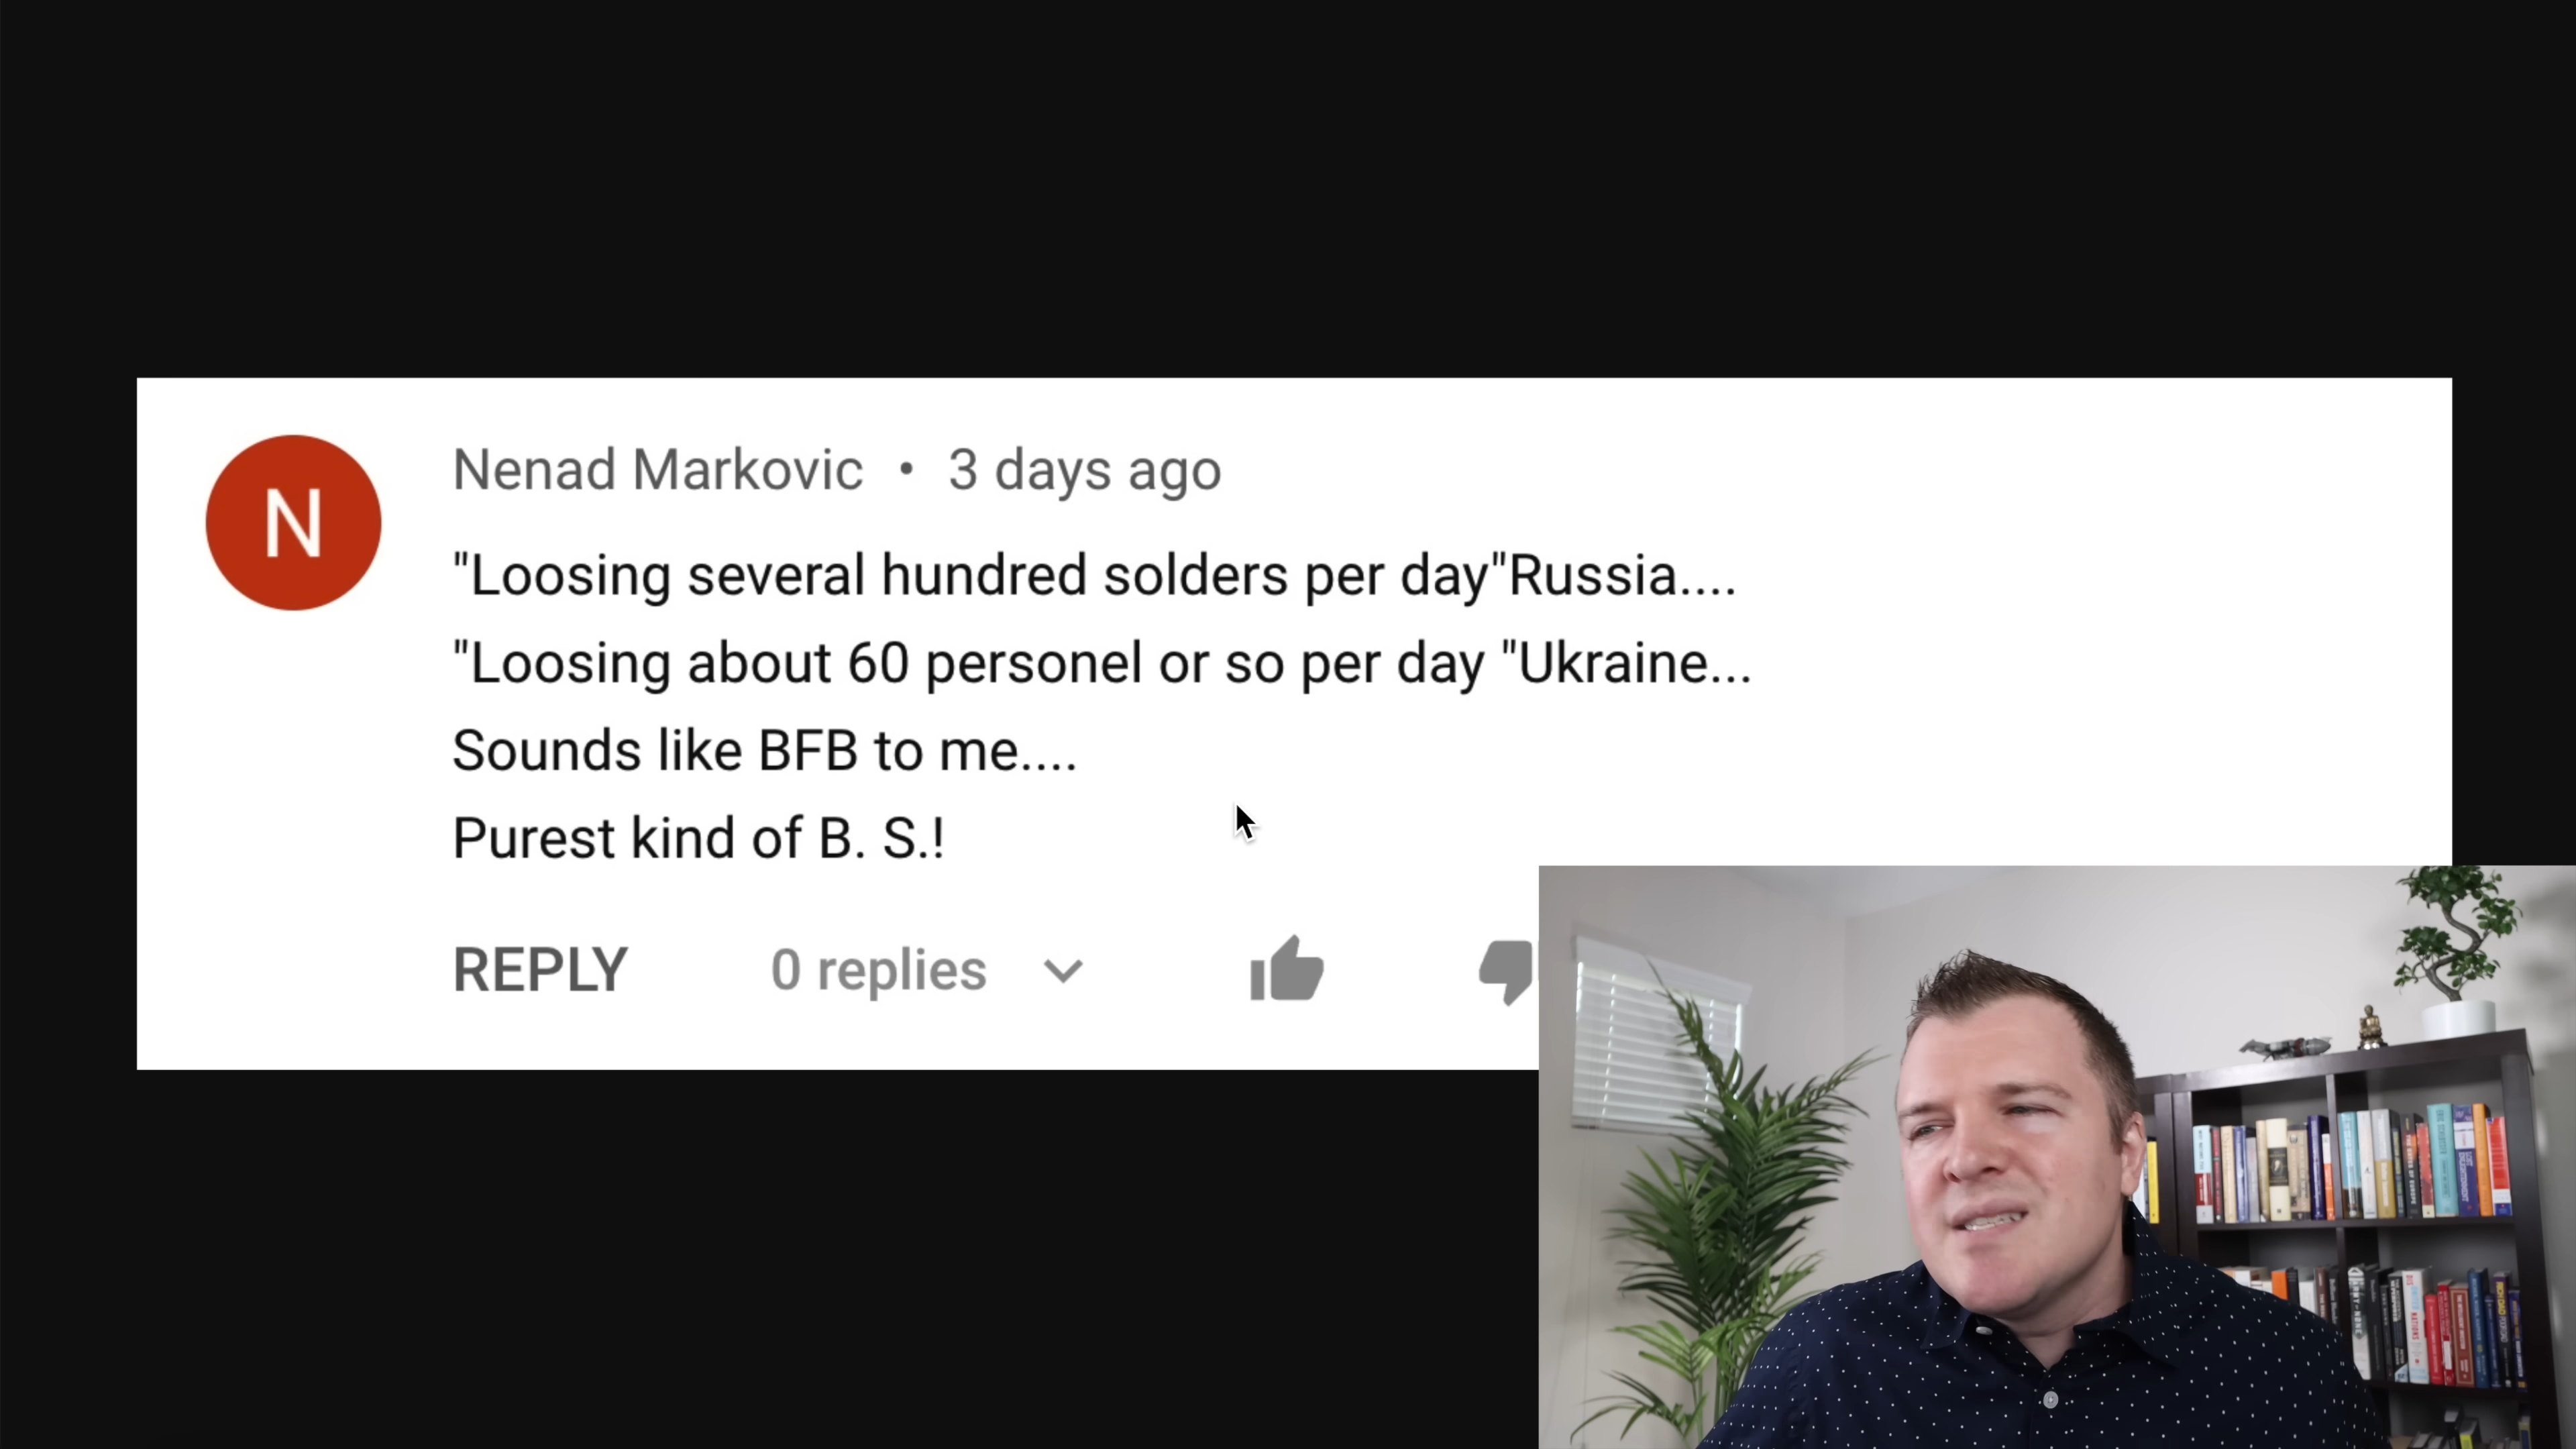 N
Nenad Markovic • 3 days ago
"Loosing several hundred solders per day"Russia....
"Loosing about 60 personel or so per day "Ukraine...
Sounds like BFB to me....
Purest kind of B. S.!
REPLY 0 replies